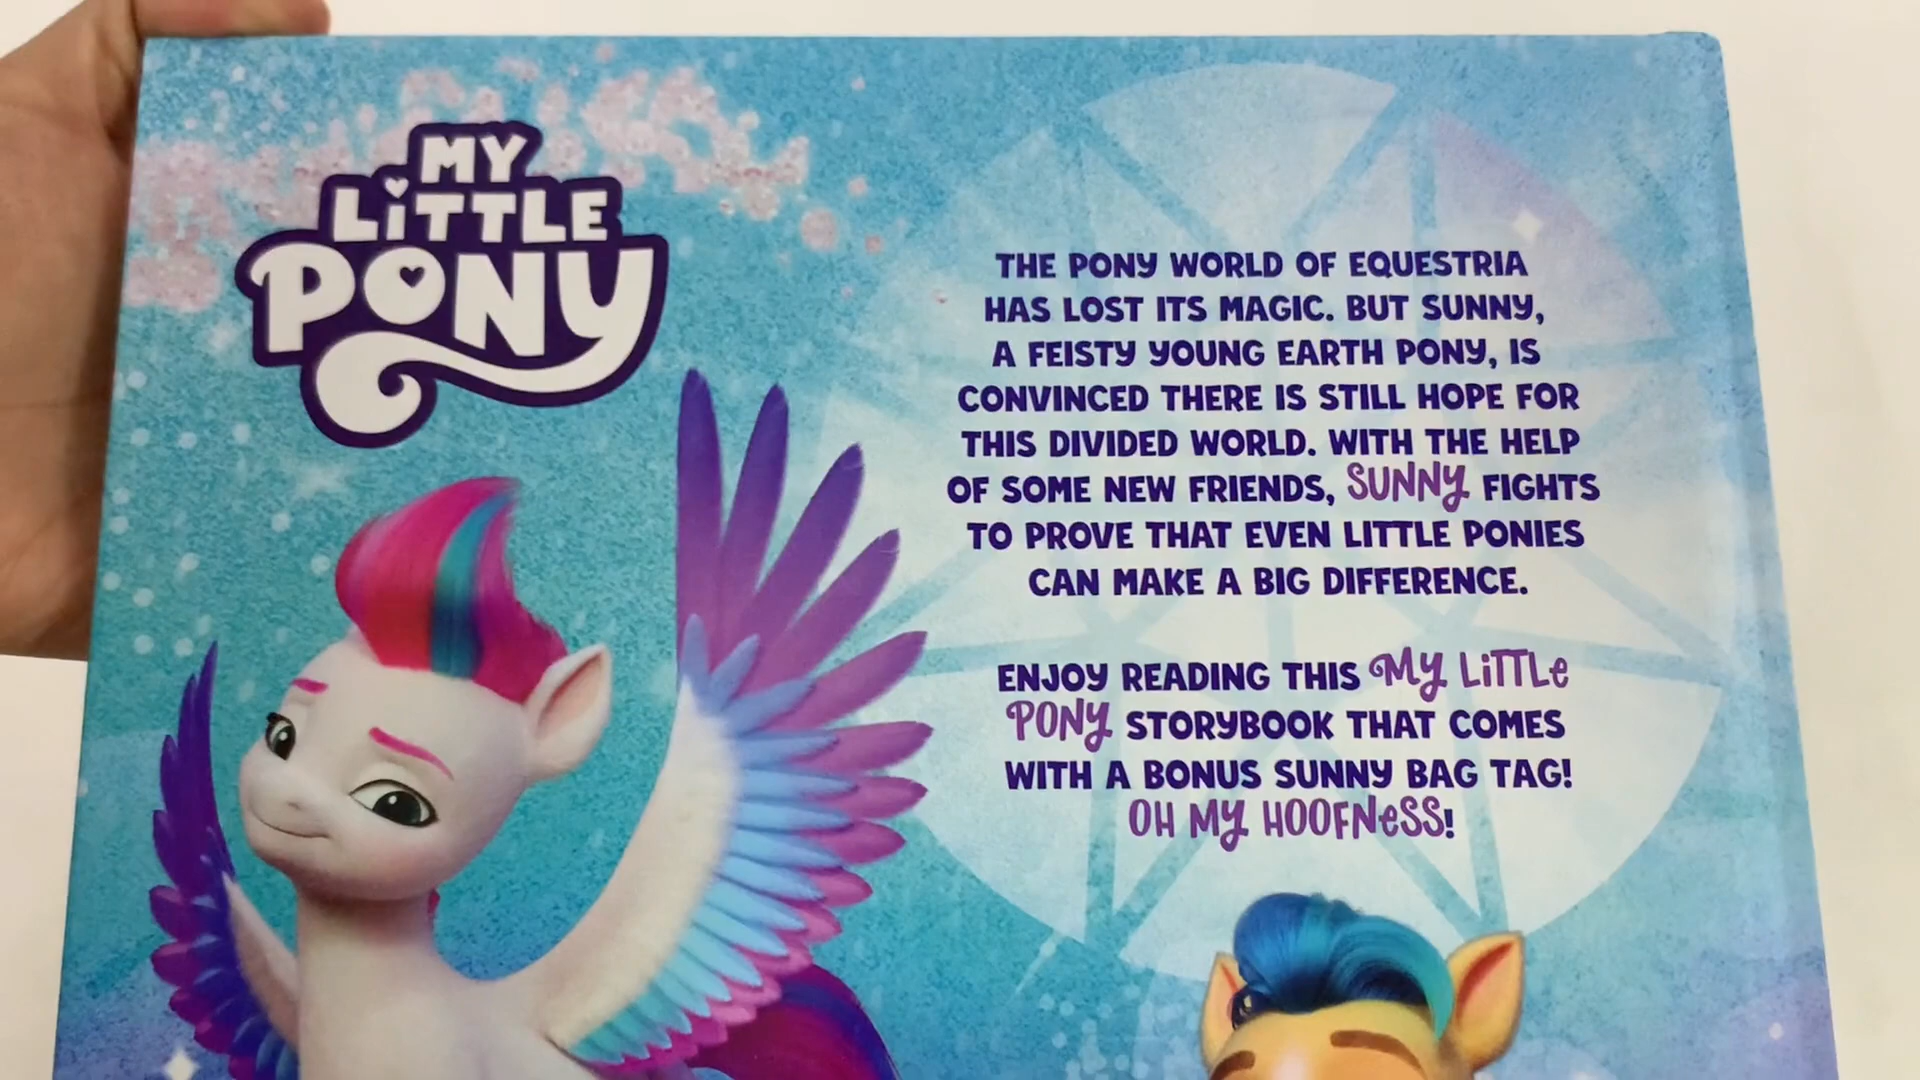 MY
LiTTLE
PONY
THE PONY WORLD OF EQUESTRIA
HAS LOST ITS MAGIC. BUT SUNNY,
A FEISTY YOUNG EARTH PONY, IS
CONVINCED THERE IS STILL HOPE FOR
THIS DIVIDED WORLD. WITH THE HELP
OF SOME NEW FRIENDS, SUNNY FIGHTS
TO PROVE THAT EVEN LITTLE PONIES
CAN MAKE A BIG DIFFERENCE.
ENJOY READING THIS MY LiTTLe
PONY STORYBOOK THAT COMES
WITH A BONUS SUNNY BAG TAG!
OH MY HOOFNeSS!